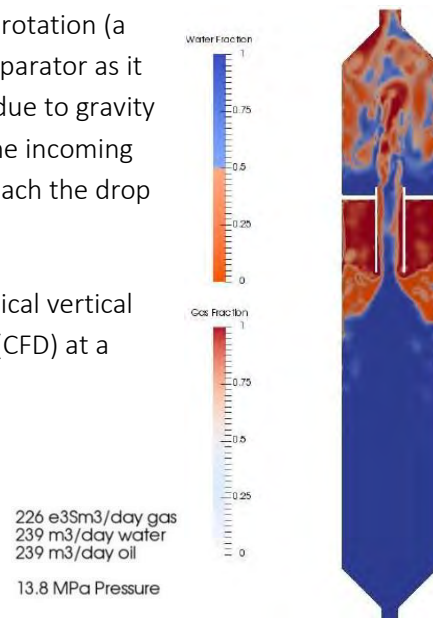 rotation (a
parator as it
due to gravity
ne incoming
ach the drop
ical vertical
(CFD) at a
Water Fraction
1
0.75
0.5
0.25
0
Gas Fraction
1
0.75
0.5
0.25
0
226 e3Sm3/day gas
239 m3/day water
239 m3/day oil
13.8 MPa Pressure